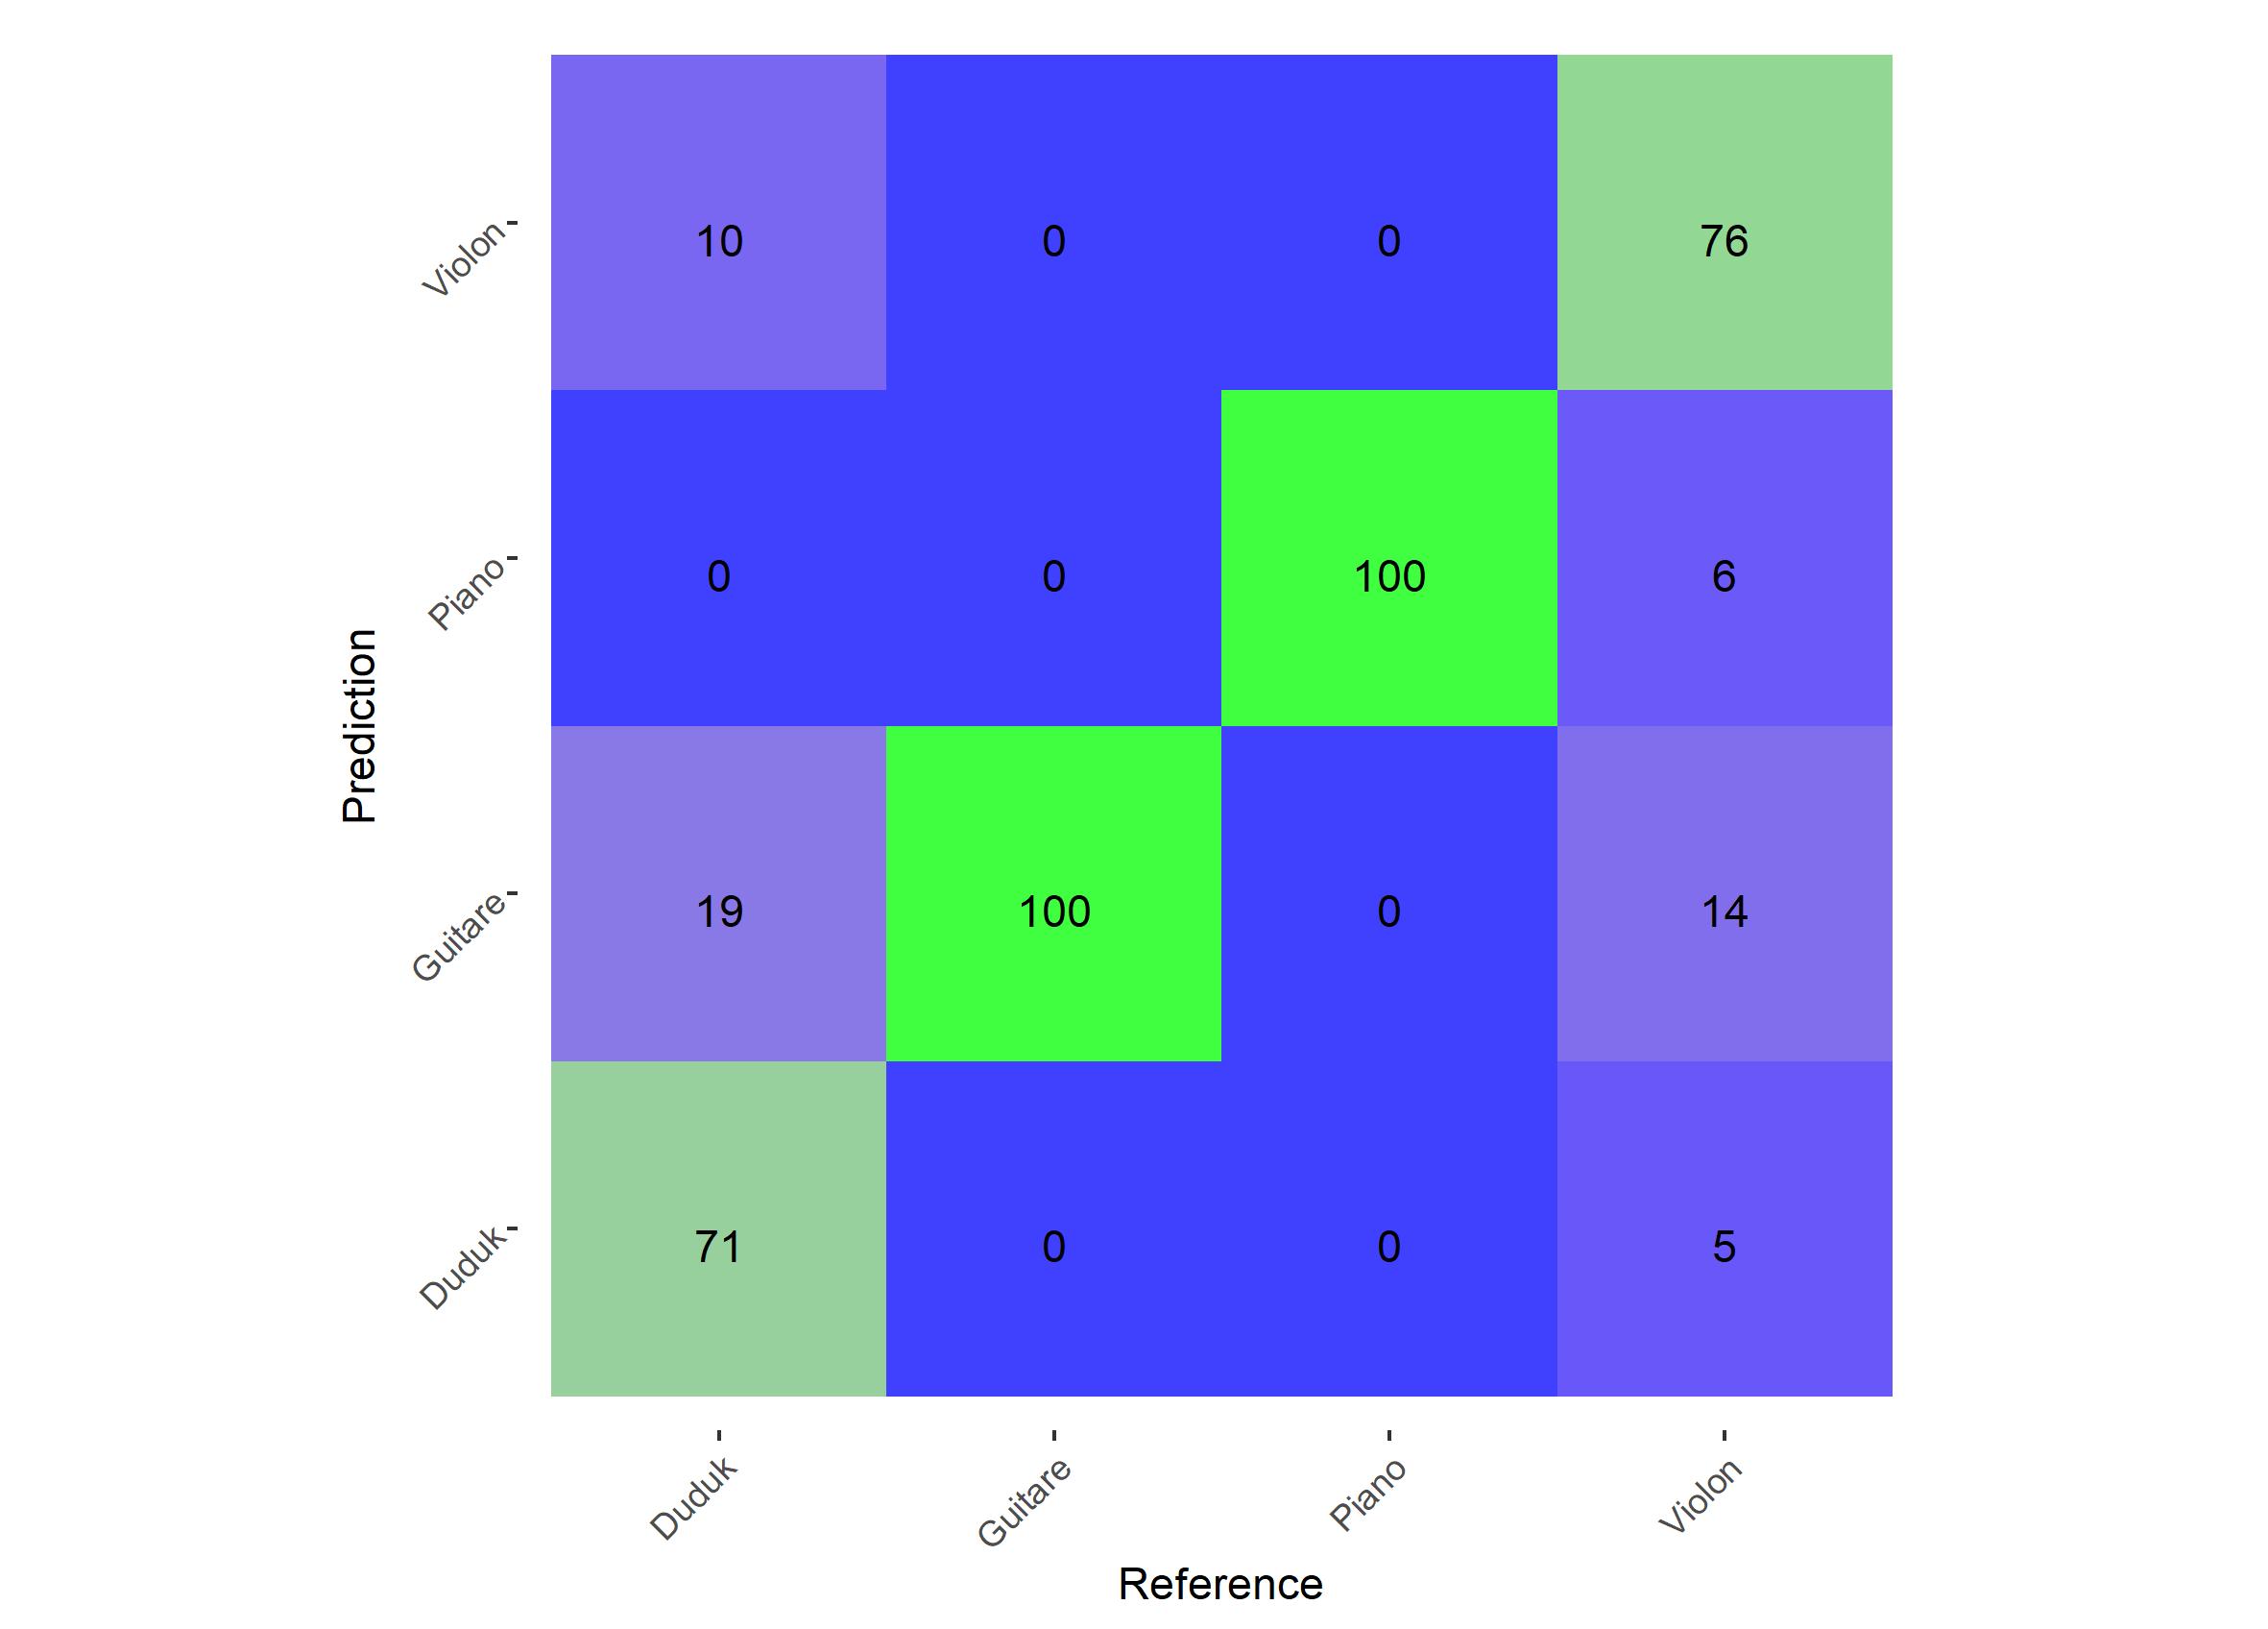 Violon 10 0 0 76
Piano 0 0 100 6
Prediction
Guitare 19 100 0 14
Duduk 71 0 0 5
Duduk Guitare Piano Violon
Reference